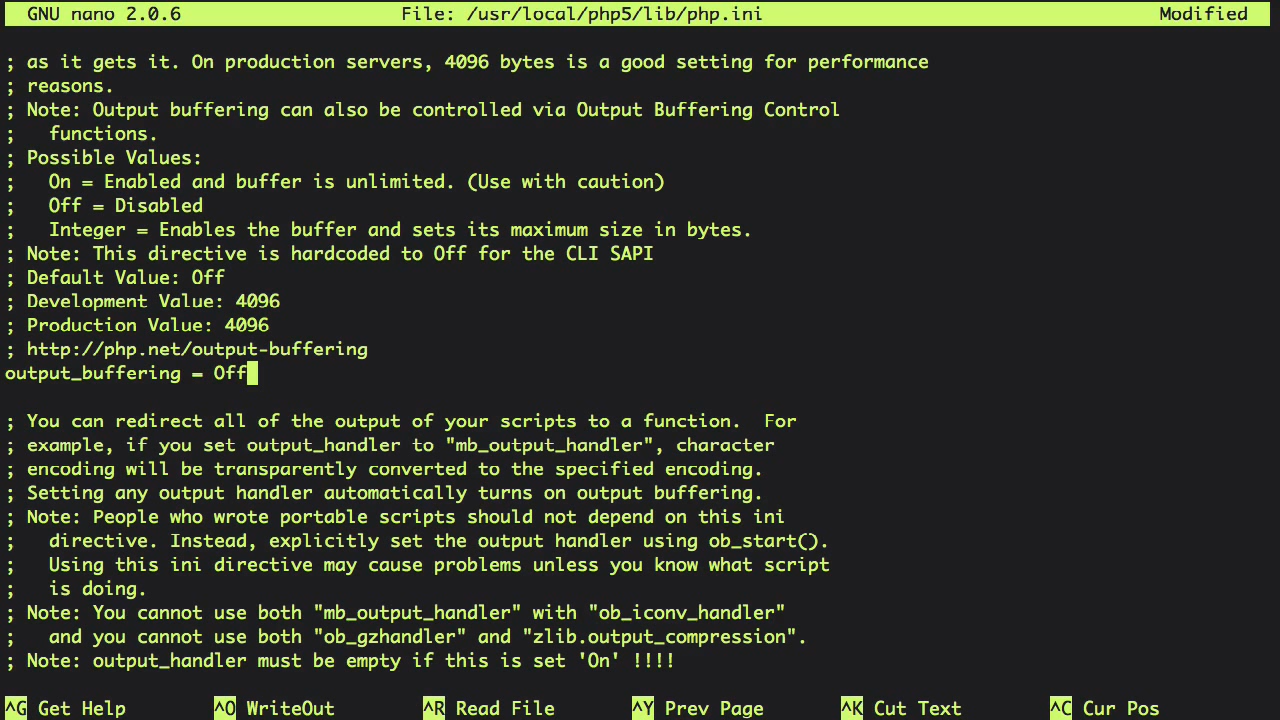 GNU nano 2.0.6 File: /usr/local/php5/lib/php.ini Modified
; as it gets it. On production servers, 4096 bytes is a good setting for performance
; reasons.
; Note: Output buffering can also be controlled via Output Buffering Control
;   functions.
; Possible Values:
;   On = Enabled and buffer is unlimited. (Use with caution)
;   Off = Disabled
;   Integer = Enables the buffer and sets its maximum size in bytes.
; Note: This directive is hardcoded to Off for the CLI SAPI
; Default Value: Off
; Development Value: 4096
; Production Value: 4096
; http://php.net/output-buffering
output_buffering = Off
; You can redirect all of the output of your scripts to a function.  For
; example, if you set output_handler to "mb_output_handler", character
; encoding will be transparently converted to the specified encoding.
; Setting any output handler automatically turns on output buffering.
; Note: People who wrote portable scripts should not depend on this ini
;   directive. Instead, explicitly set the output handler using ob_start().
;   Using this ini directive may cause problems unless you know what script
;   is doing.
; Note: You cannot use both "mb_output_handler" with "ob_iconv_handler"
;   and you cannot use both "ob_gzhandler" and "zlib.output_compression".
; Note: output_handler must be empty if this is set 'On' !!!!
^G Get Help ^O WriteOut ^R Read File ^Y Prev Page ^K Cut Text ^C Cur Pos